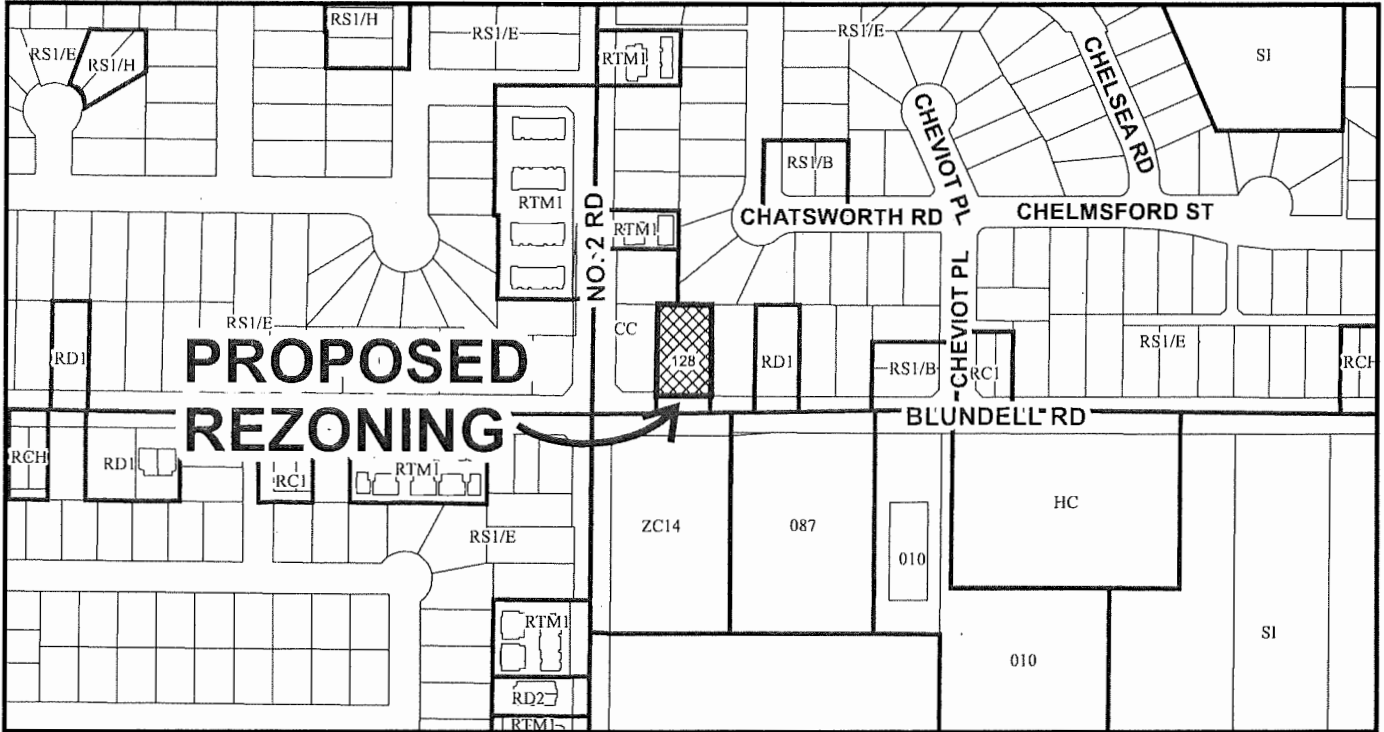 RS1/H
RS1/E
RS1/E
RS1/E
RS1/H
RTM1
SI
CHELSEA RD
CHEVIOT PL
RS1/B
RTM1
NO. 2 RD
RTM1
CHATSWORTH RD
CHELMSFORD ST
CHEVIOT PL
RS1/E
CC
128
RD1
RD1
RS1/B
RC1
RS1/E
RCH
PROPOSED
REZONING
BLUNDELL RD
RCH
RD1
RC1
RTM1
RS1/E
ZC14
087
010
HC
RTM1
010
SI
RD2
RTM1